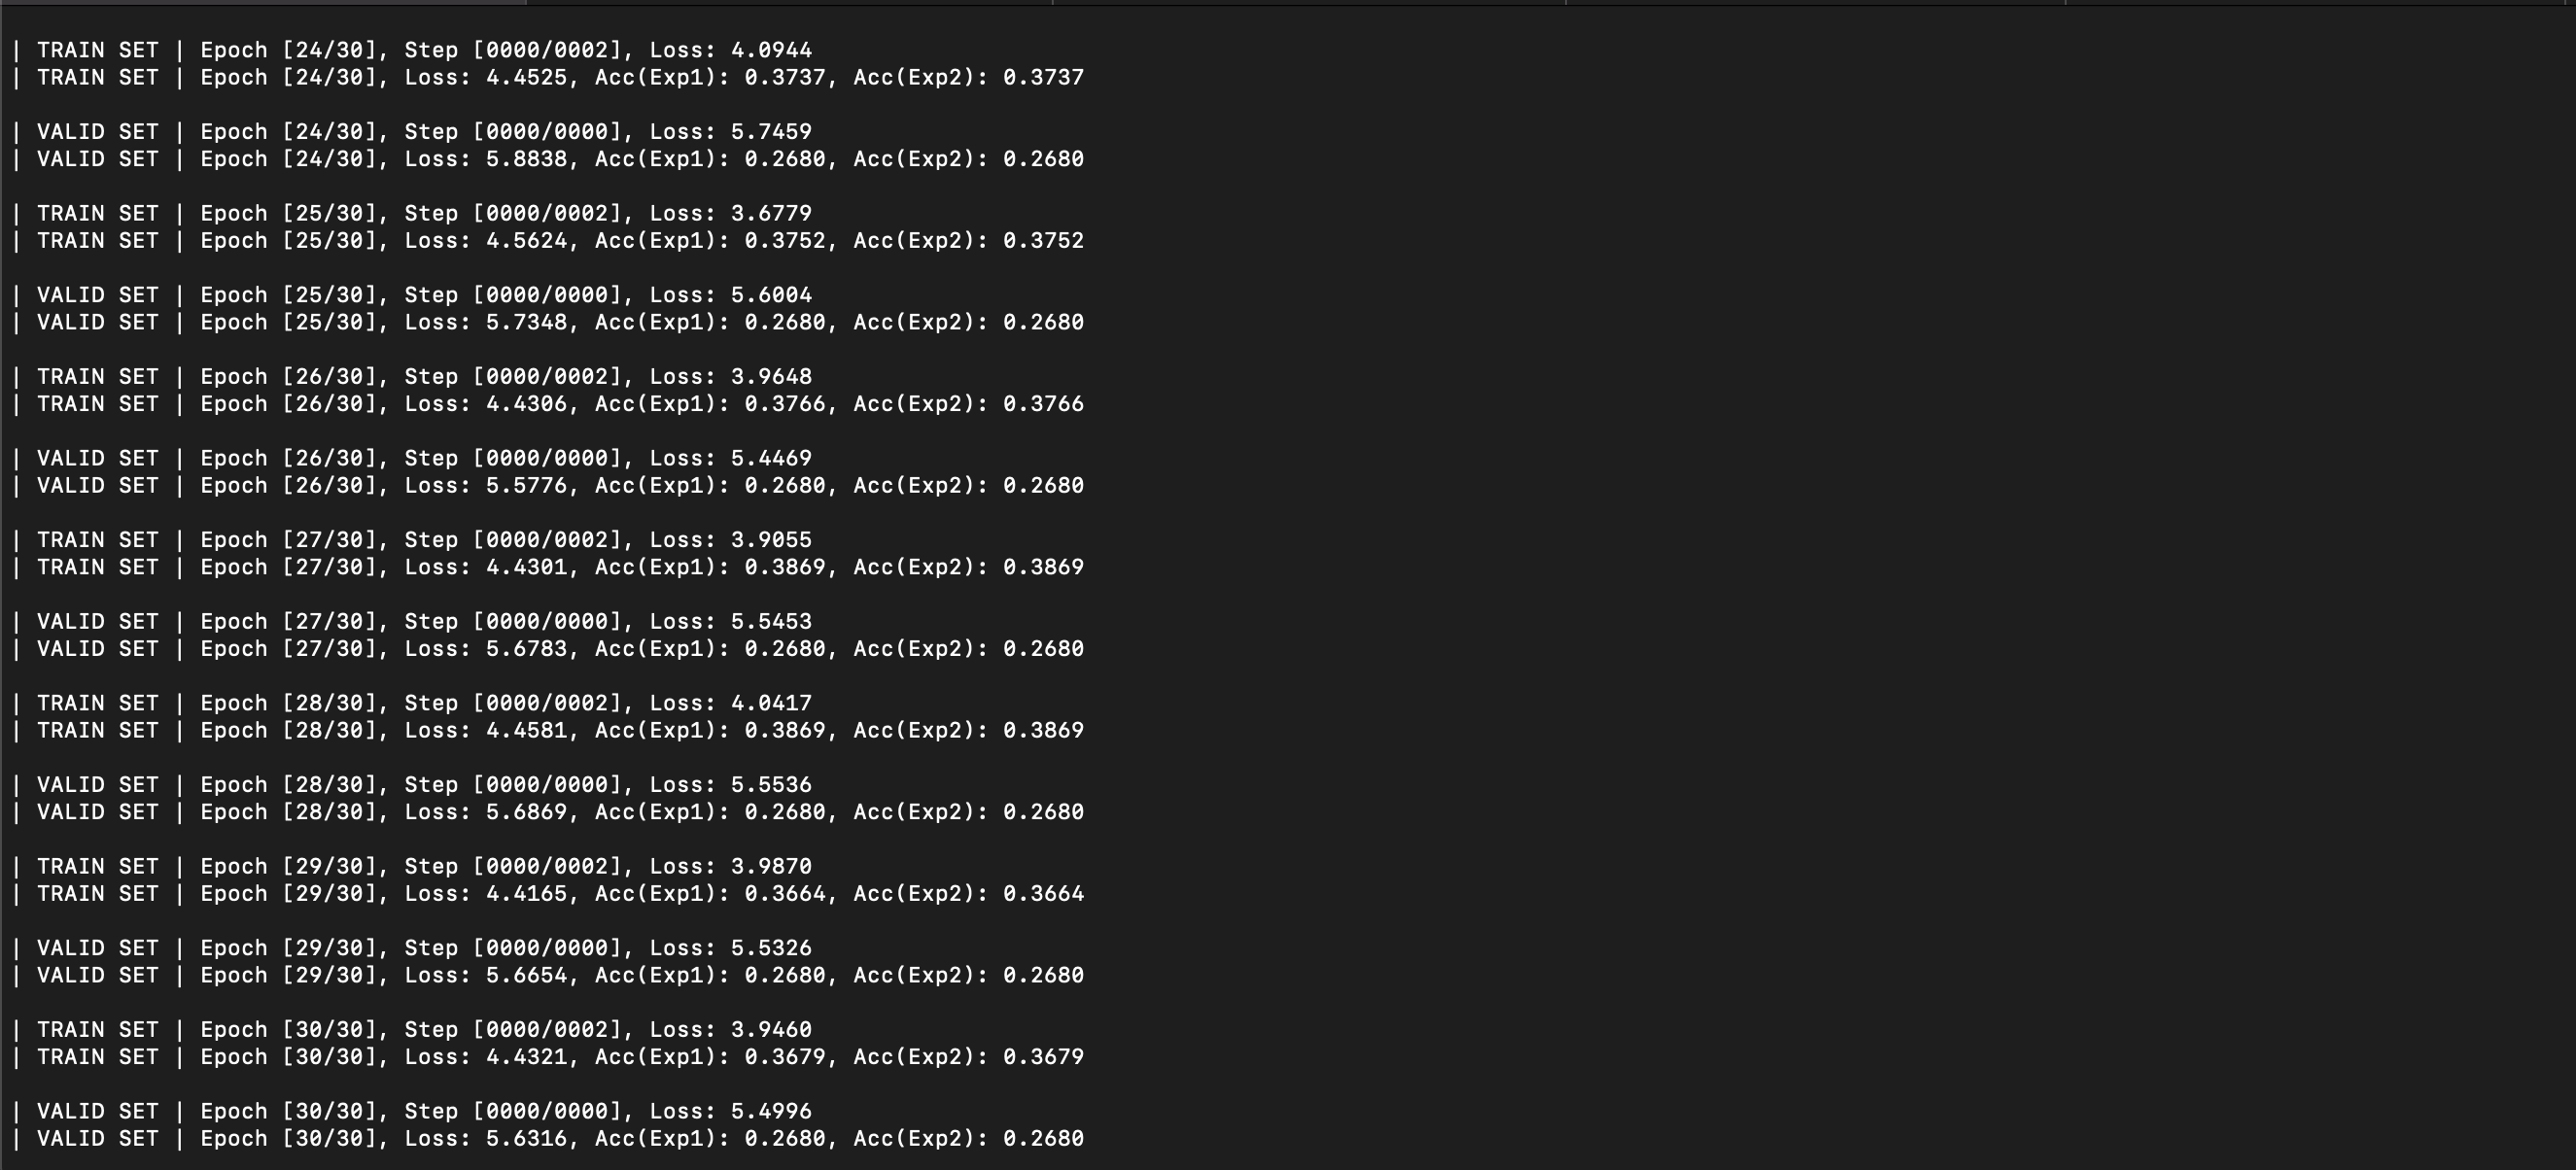 | TRAIN SET | Epoch [24/30], Step [0000/0002], Loss: 4.0944
| TRAIN SET | Epoch [24/30], Loss: 4.4525, Acc(Exp1): 0.3737, Acc(Exp2): 0.3737
| VALID SET | Epoch [24/30], Step [0000/0000], Loss: 5.7459
| VALID SET | Epoch [24/30], Loss: 5.8838, Acc(Exp1): 0.2680, Acc(Exp2): 0.2680
| TRAIN SET | Epoch [25/30], Step [0000/0002], Loss: 3.6779
| TRAIN SET | Epoch [25/30], Loss: 4.5624, Acc(Exp1): 0.3752, Acc(Exp2): 0.3752
| VALID SET | Epoch [25/30], Step [0000/0000], Loss: 5.6004
| VALID SET | Epoch [25/30], Loss: 5.7348, Acc(Exp1): 0.2680, Acc(Exp2): 0.2680
| TRAIN SET | Epoch [26/30], Step [0000/0002], Loss: 3.9648
| TRAIN SET | Epoch [26/30], Loss: 4.4306, Acc(Exp1): 0.3766, Acc(Exp2): 0.3766
| VALID SET | Epoch [26/30], Step [0000/0000], Loss: 5.4469
| VALID SET | Epoch [26/30], Loss: 5.5776, Acc(Exp1): 0.2680, Acc(Exp2): 0.2680
| TRAIN SET | Epoch [27/30], Step [0000/0002], Loss: 3.9055
| TRAIN SET | Epoch [27/30], Loss: 4.4301, Acc(Exp1): 0.3869, Acc(Exp2): 0.3869
| VALID SET | Epoch [27/30], Step [0000/0000], Loss: 5.5453
| VALID SET | Epoch [27/30], Loss: 5.6783, Acc(Exp1): 0.2680, Acc(Exp2): 0.2680
| TRAIN SET | Epoch [28/30], Step [0000/0002], Loss: 4.0417
| TRAIN SET | Epoch [28/30], Loss: 4.4581, Acc(Exp1): 0.3869, Acc(Exp2): 0.3869
| VALID SET | Epoch [28/30], Step [0000/0000], Loss: 5.5536
| VALID SET | Epoch [28/30], Loss: 5.6869, Acc(Exp1): 0.2680, Acc(Exp2): 0.2680
| TRAIN SET | Epoch [29/30], Step [0000/0002], Loss: 3.9870
| TRAIN SET | Epoch [29/30], Loss: 4.4165, Acc(Exp1): 0.3664, Acc(Exp2): 0.3664
| VALID SET | Epoch [29/30], Step [0000/0000], Loss: 5.5326
| VALID SET | Epoch [29/30], Loss: 5.6654, Acc(Exp1): 0.2680, Acc(Exp2): 0.2680
| TRAIN SET | Epoch [30/30], Step [0000/0002], Loss: 3.9460
| TRAIN SET | Epoch [30/30], Loss: 4.4321, Acc(Exp1): 0.3679, Acc(Exp2): 0.3679
| VALID SET | Epoch [30/30], Step [0000/0000], Loss: 5.4996
| VALID SET | Epoch [30/30], Loss: 5.6316, Acc(Exp1): 0.2680, Acc(Exp2): 0.2680